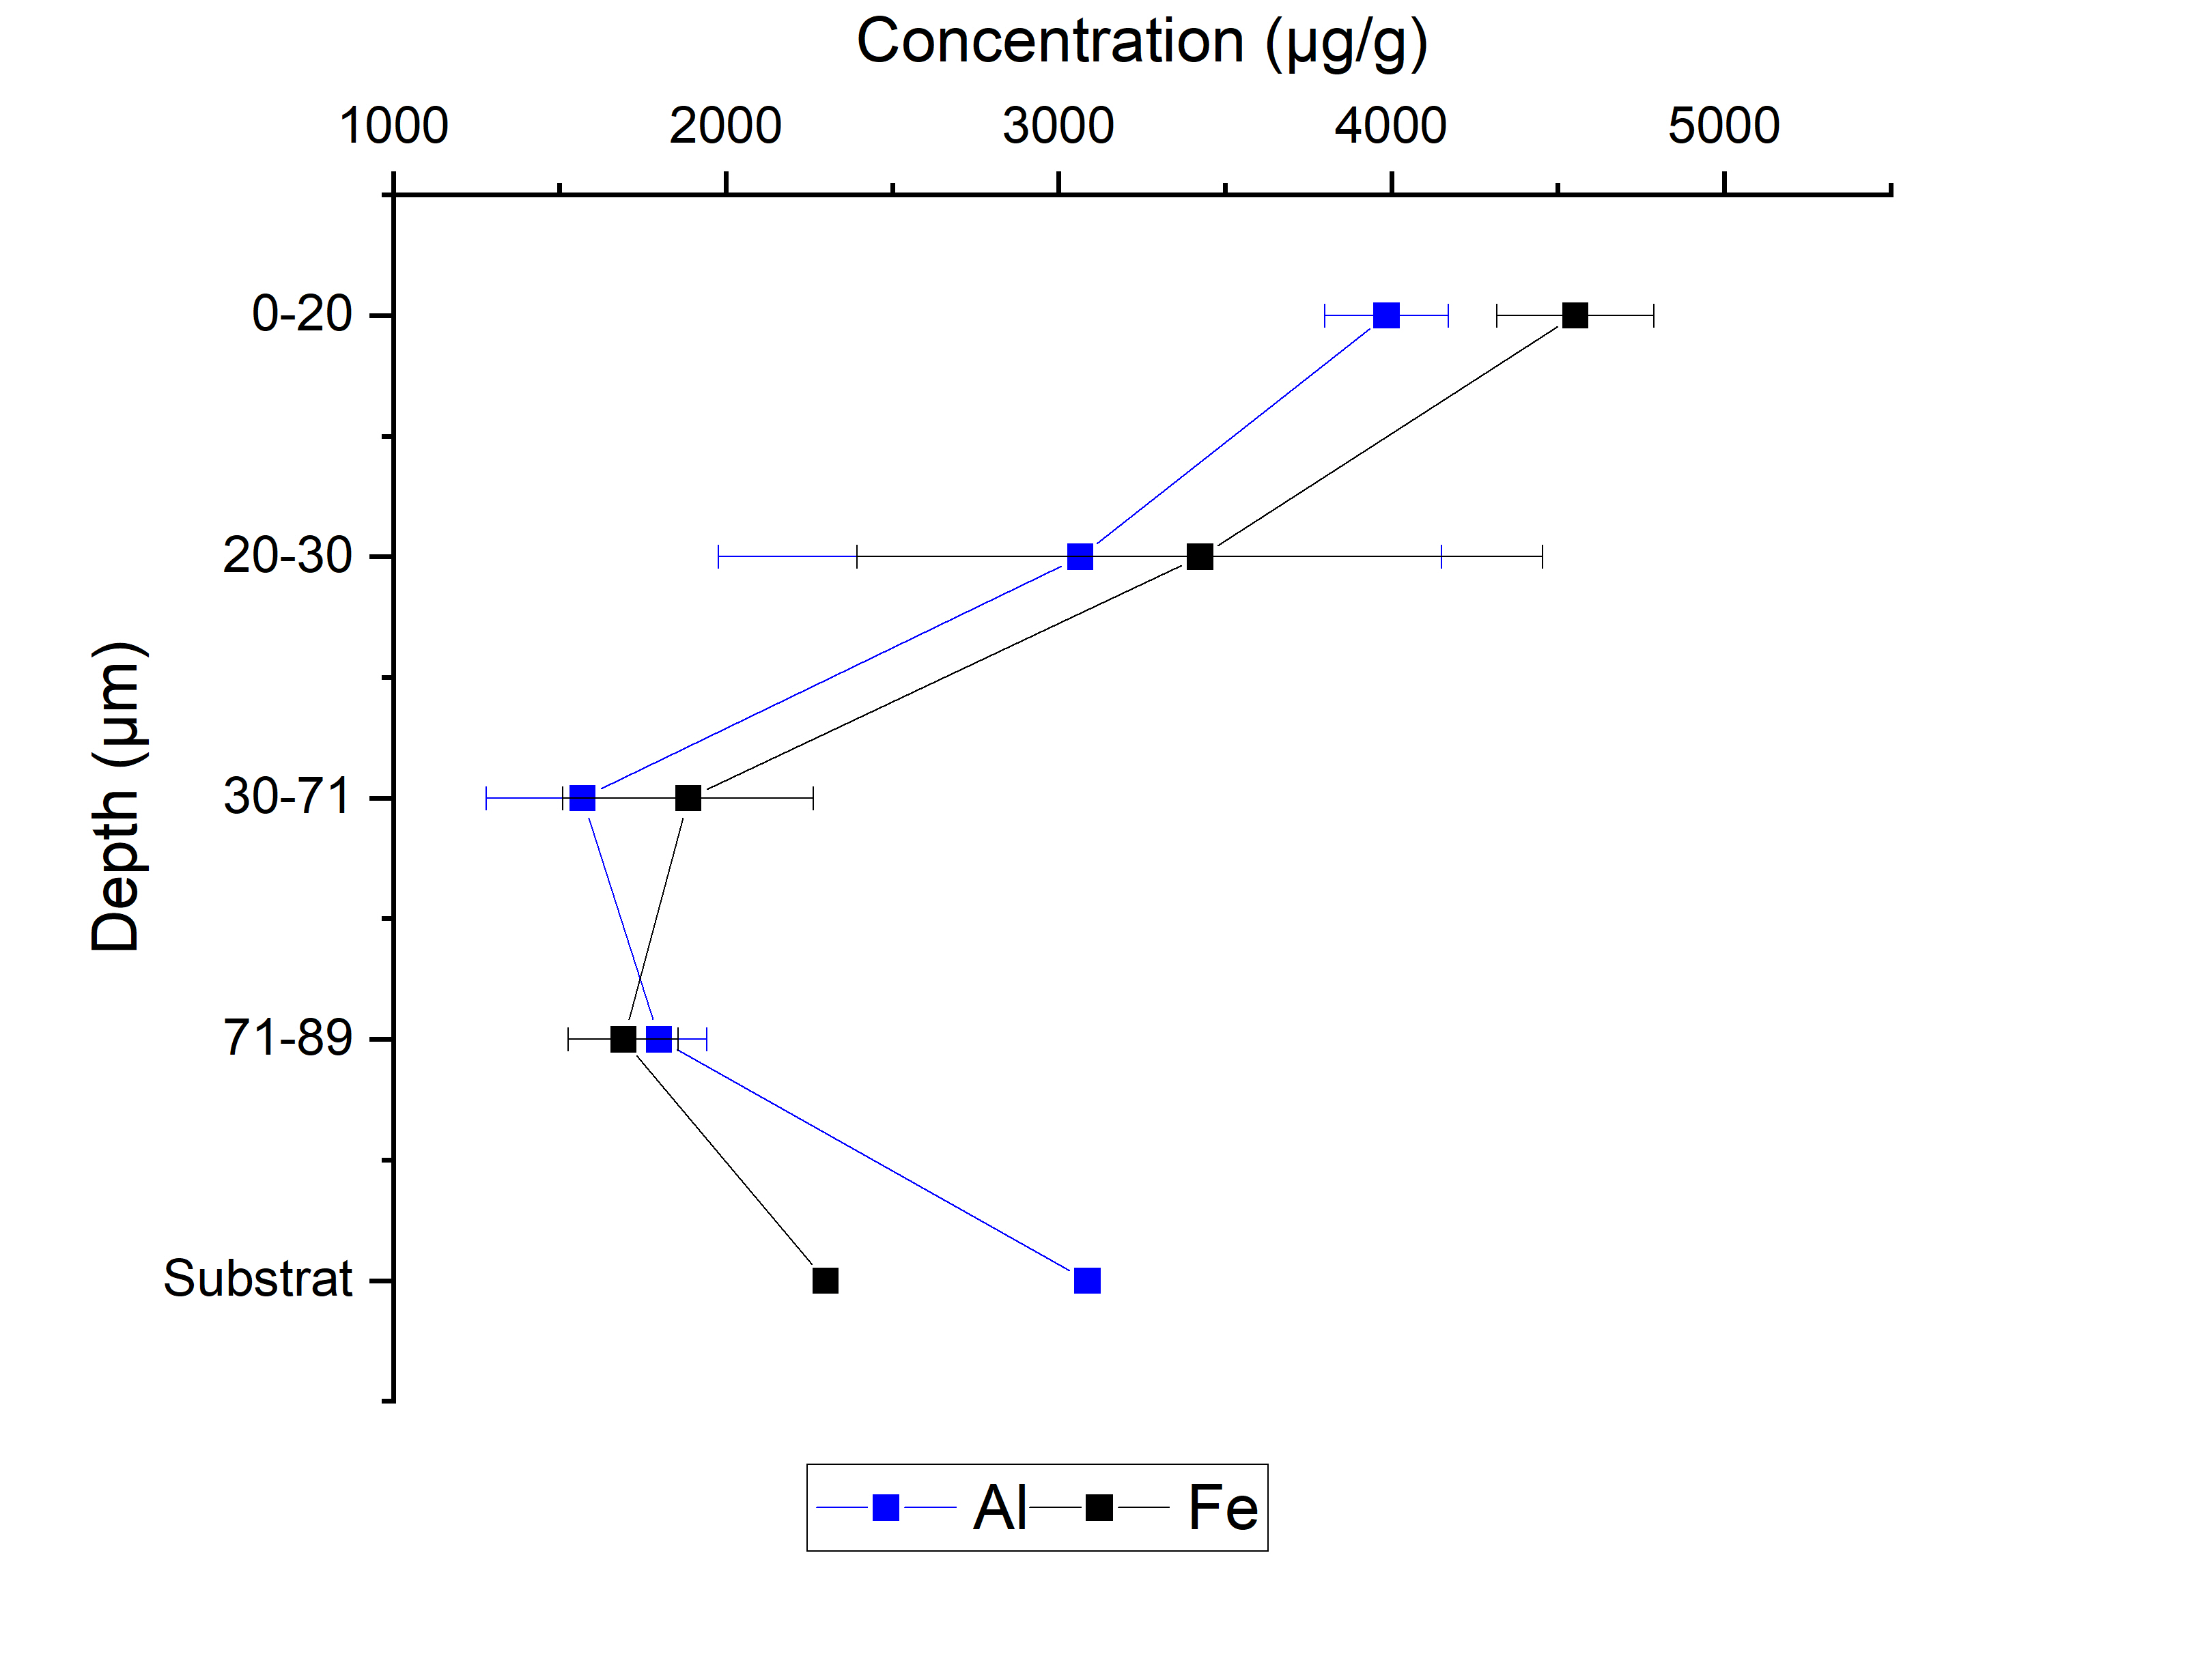 Concentration (µg/g)
1000 2000 3000 4000 5000
0-20
20-30
30-71
71-89
Substrat
Depth (µm)
Al Fe